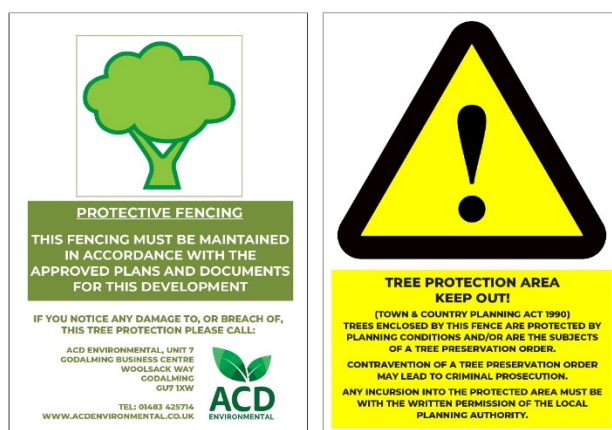 PROTECTIVE FENCING
THIS FENCING MUST BE MAINTAINED
IN ACCORDANCE WITH THE
APPROVED PLANS AND DOCUMENTS
FOR THIS DEVELOPMENT
IF YOU NOTICE ANY DAMAGE TO, OR BREACH OF,
THIS TREE PROTECTION PLEASE CALL:
ACD ENVIRONMENTAL, UNIT 7
GODALMING BUSINESS CENTRE
WOOLSACK WAY
GODALMING
GU7 1XW
TEL: 01483 425714
WWW.ACDENVIRONMENTAL.CO.UK
ACD
ENVIRONMENTAL
!
TREE PROTECTION AREA
KEEP OUT!
(TOWN & COUNTRY PLANNING ACT 1990)
TREES ENCLOSED BY THIS FENCE ARE PROTECTED BY
PLANNING CONDITIONS AND/OR ARE THE SUBJECTS
OF A TREE PRESERVATION ORDER.
CONTRAVENTION OF A TREE PRESERVATION ORDER
MAY LEAD TO CRIMINAL PROSECUTION.
ANY INCURSION INTO THE PROTECTED AREA MUST BE
WITH THE WRITTEN PERMISSION OF THE LOCAL
PLANNING AUTHORITY.